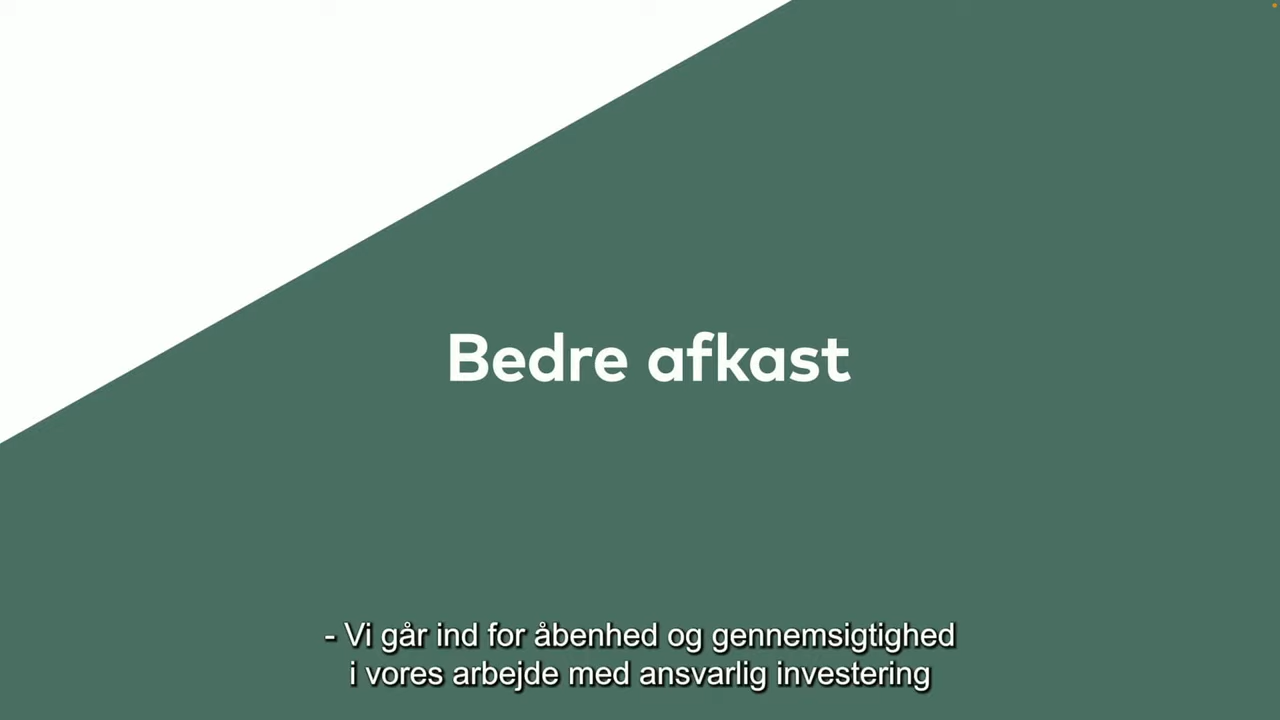 Bedre afkast
- Vi går ind for åbenhed og gennemsigtighed
i vores arbejde med ansvarlig investering